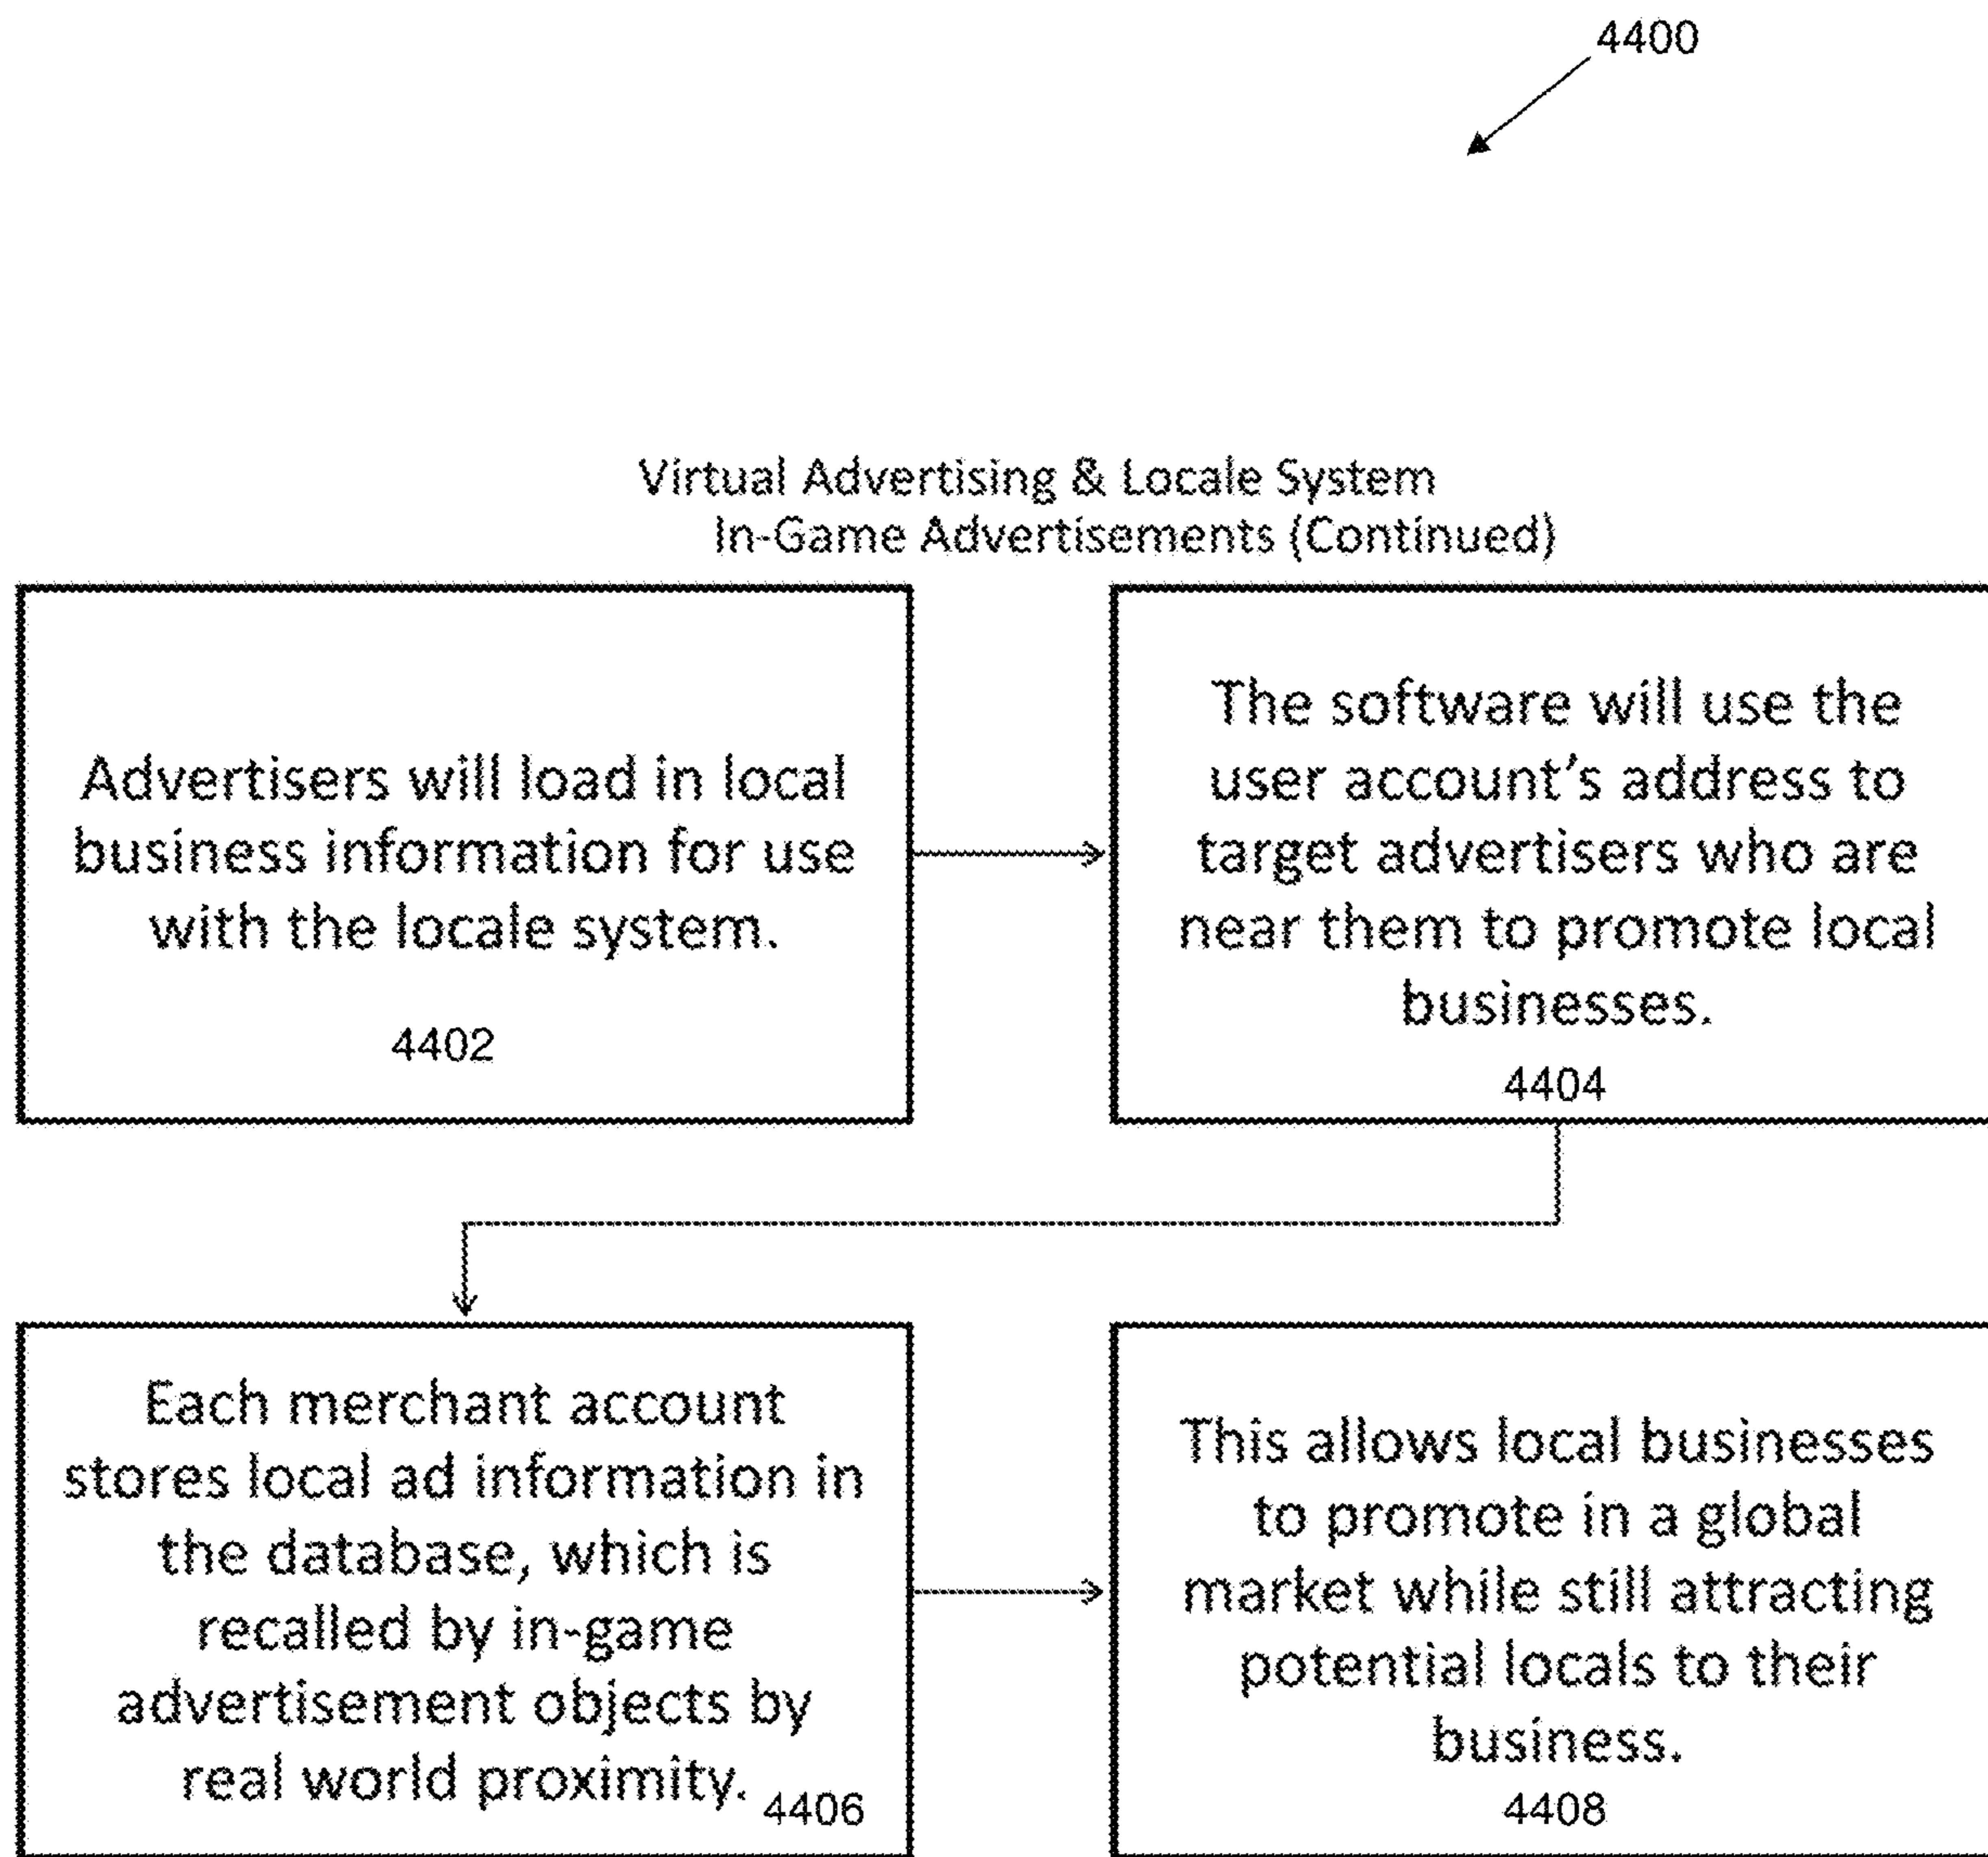 4400
Virtual Advertising & Locale System
In-Game Advertisements (Continued)
Advertisers will load in local
business information for use
with the locale system.
4402
The software will use the
user account's address to
target advertisers who are
near them to promote local
businesses.
4404
Each merchant account
stores local ad information in
the database, which is
recalled by in-game
advertisement objects by
real world proximity.
4406
This allows local businesses
to promote in a global
market while still attracting
potential locals to their
business.
4408